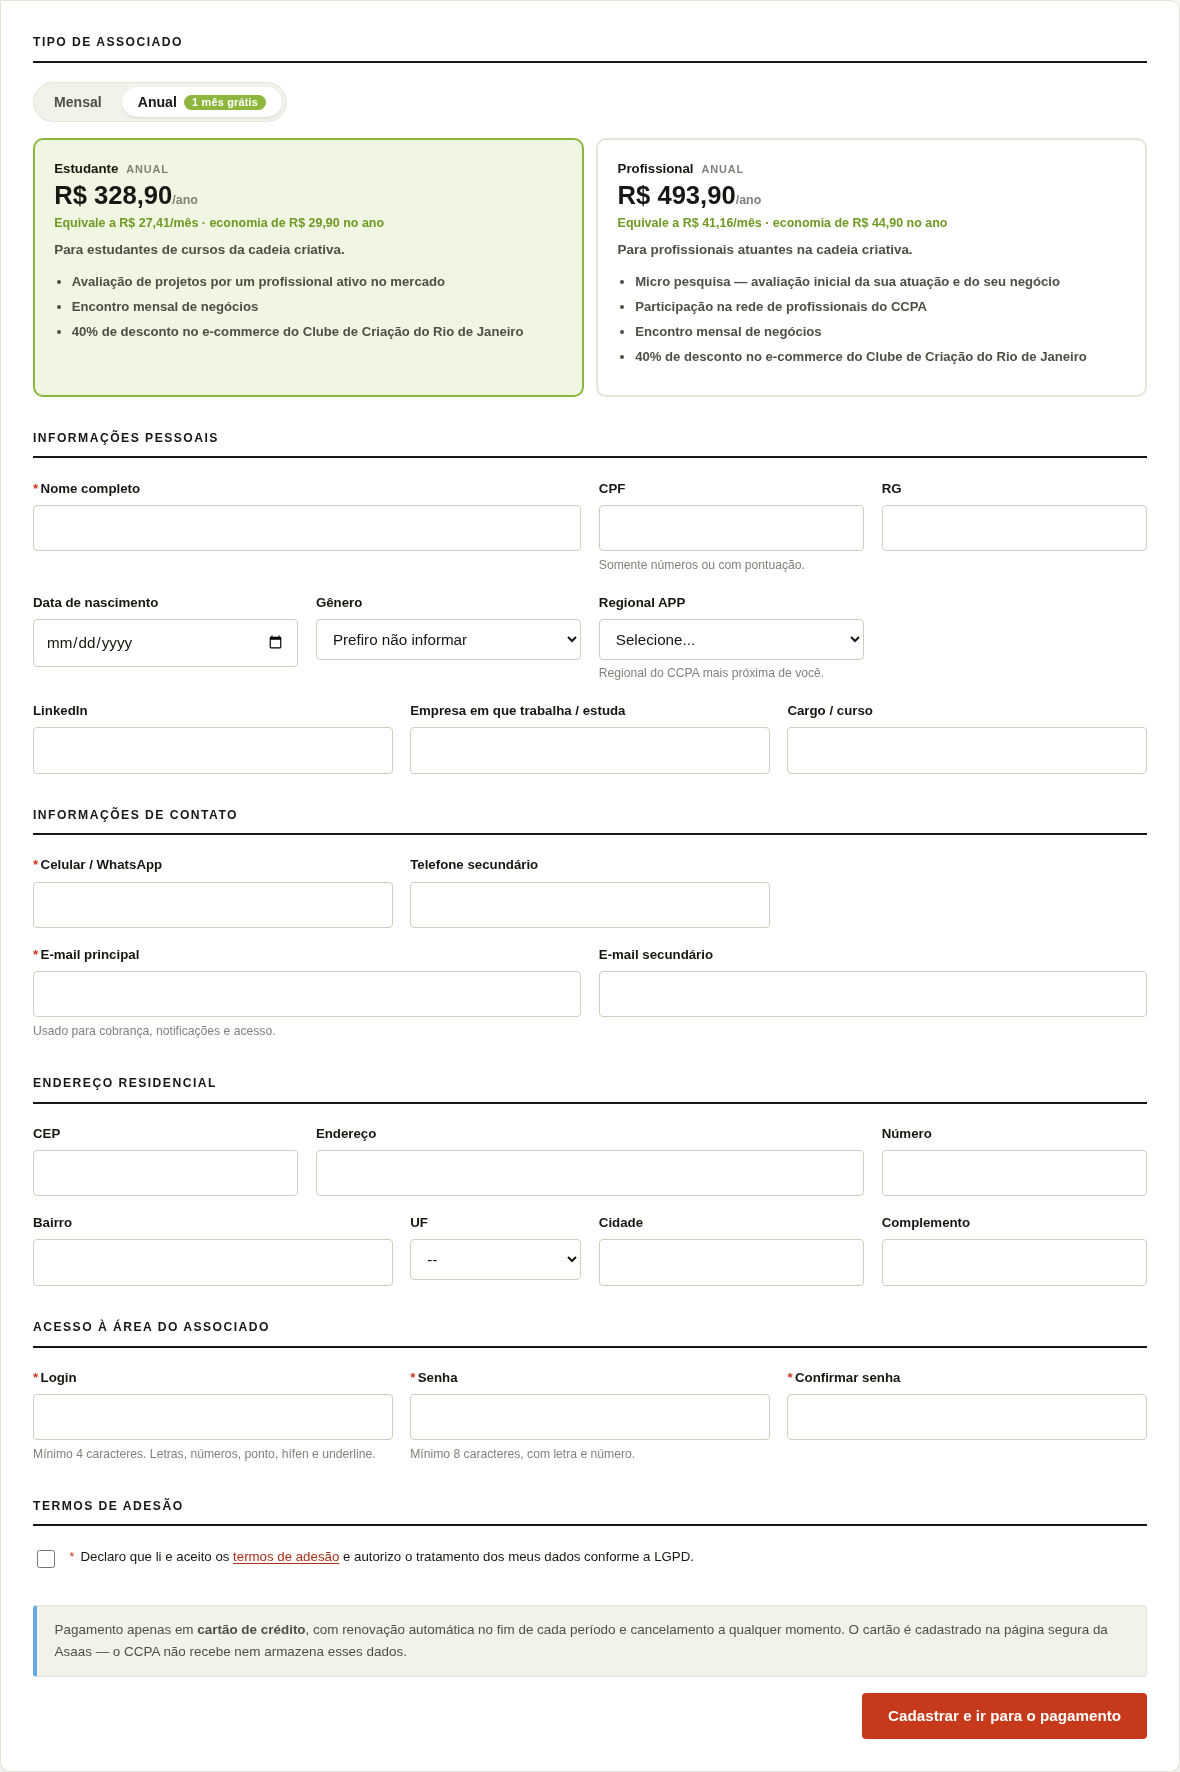 TIPO DE ASSOCIADO
Mensal Anual 1 mês grátis
Estudante ANUAL
R$ 328,90/ano
Equivale a R$ 27,41/mês · economia de R$ 29,90 no ano
Para estudantes de cursos da cadeia criativa.
• Avaliação de projetos por um profissional ativo no mercado
• Encontro mensal de negócios
• 40% de desconto no e-commerce do Clube de Criação do Rio de Janeiro
Profissional ANUAL
R$ 493,90/ano
Equivale a R$ 41,16/mês · economia de R$ 44,90 no ano
Para profissionais atuantes na cadeia criativa.
• Micro pesquisa — avaliação inicial da sua atuação e do seu negócio
• Participação na rede de profissionais do CCPA
• Encontro mensal de negócios
• 40% de desconto no e-commerce do Clube de Criação do Rio de Janeiro
INFORMAÇÕES PESSOAIS
* Nome completo CPF RG
Somente números ou com pontuação.
Data de nascimento Gênero Regional APP
mm/dd/yyyy Prefiro não informar Selecione...
Regional do CCPA mais próxima de você.
LinkedIn Empresa em que trabalha / estuda Cargo / curso
INFORMAÇÕES DE CONTATO
* Celular / WhatsApp Telefone secundário
* E-mail principal E-mail secundário
Usado para cobrança, notificações e acesso.
ENDEREÇO RESIDENCIAL
CEP Endereço Número
Bairro UF Cidade Complemento
--
ACESSO À ÁREA DO ASSOCIADO
* Login * Senha * Confirmar senha
Mínimo 4 caracteres. Letras, números, ponto, hífen e underline. Mínimo 8 caracteres, com letra e número.
TERMOS DE ADESÃO
* Declaro que li e aceito os termos de adesão e autorizo o tratamento dos meus dados conforme a LGPD.
Pagamento apenas em cartão de crédito, com renovação automática no fim de cada período e cancelamento a qualquer momento. O cartão é cadastrado na página segura da
Asaas — o CCPA não recebe nem armazena esses dados.
Cadastrar e ir para o pagamento